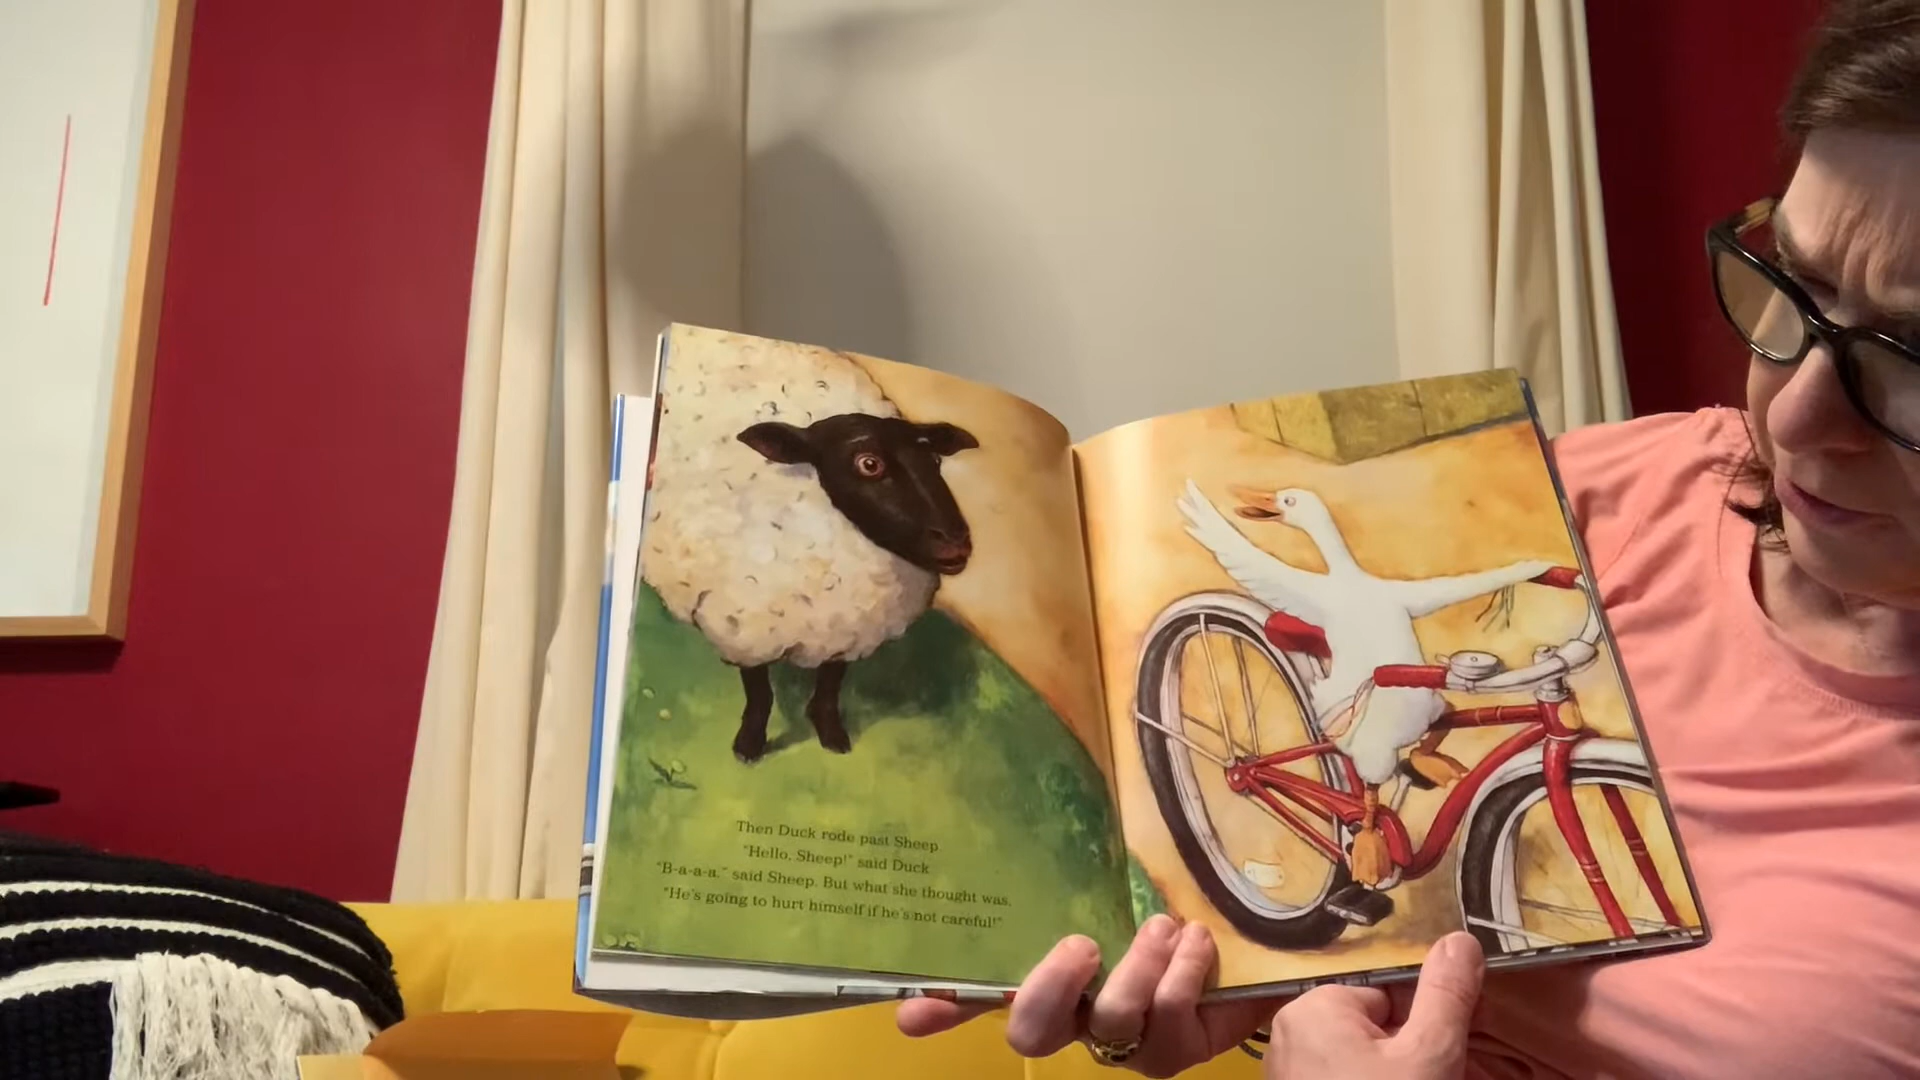 Then Duck rode past Sheep.
"Hello, Sheep!" said Duck.
"B-a-a-a," said Sheep. But what she thought was,
"He's going to hurt himself if he's not careful!"